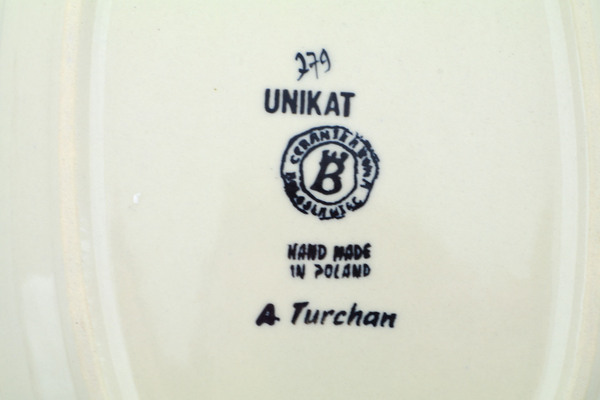 279
UNIKAT
B
HAND MADE
IN POLAND
A Turchan